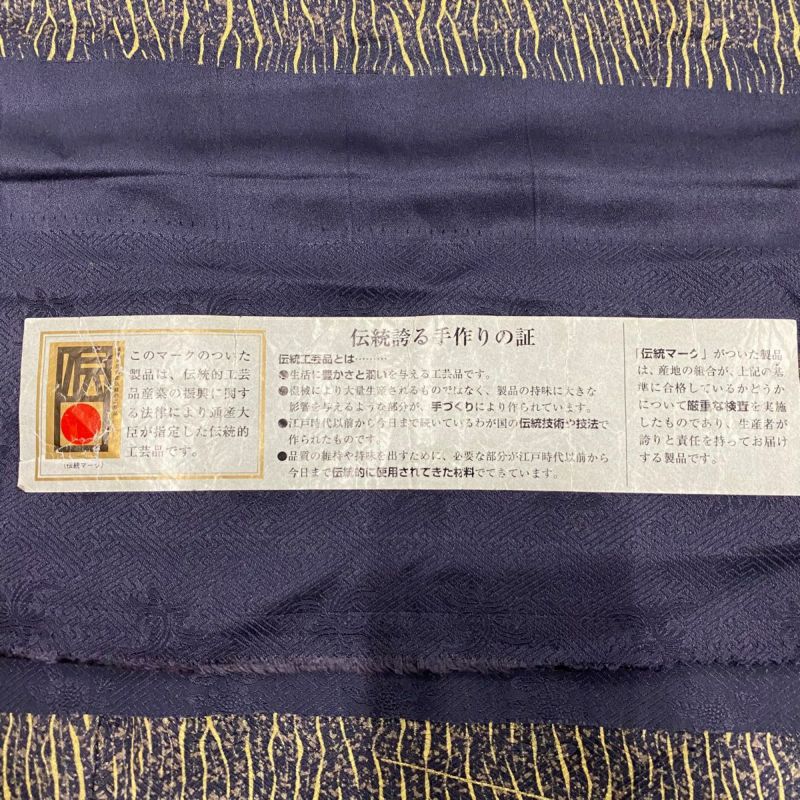 伝
(伝統マーク)
このマークのついた
製品は、伝統的工芸
品産業の振興に関す
る法律により通産大
臣が指定した伝統的
工芸品です。
伝統誇る手作りの証
伝統工芸品とは………
●生活に豊かさと潤いを与える工芸品です。
●機械により大量生産されるものではなく、製品の持味に大きな
影響を与えるような部分が、手づくりにより作られています。
●江戸時代以前から今日まで続いているわが国の伝統技術や技法で
作られたものです。
●品質の維持や持味を出すために、必要な部分が江戸時代以前から
今日まで伝統的に使用されてきた材料でできています。
「伝統マーク」がついた製品
は、産地の組合が、上記の基
準に合格しているかどうか
について厳重な検査を実施
したものであり、生産者が
誇りと責任を持ってお届け
する製品です。